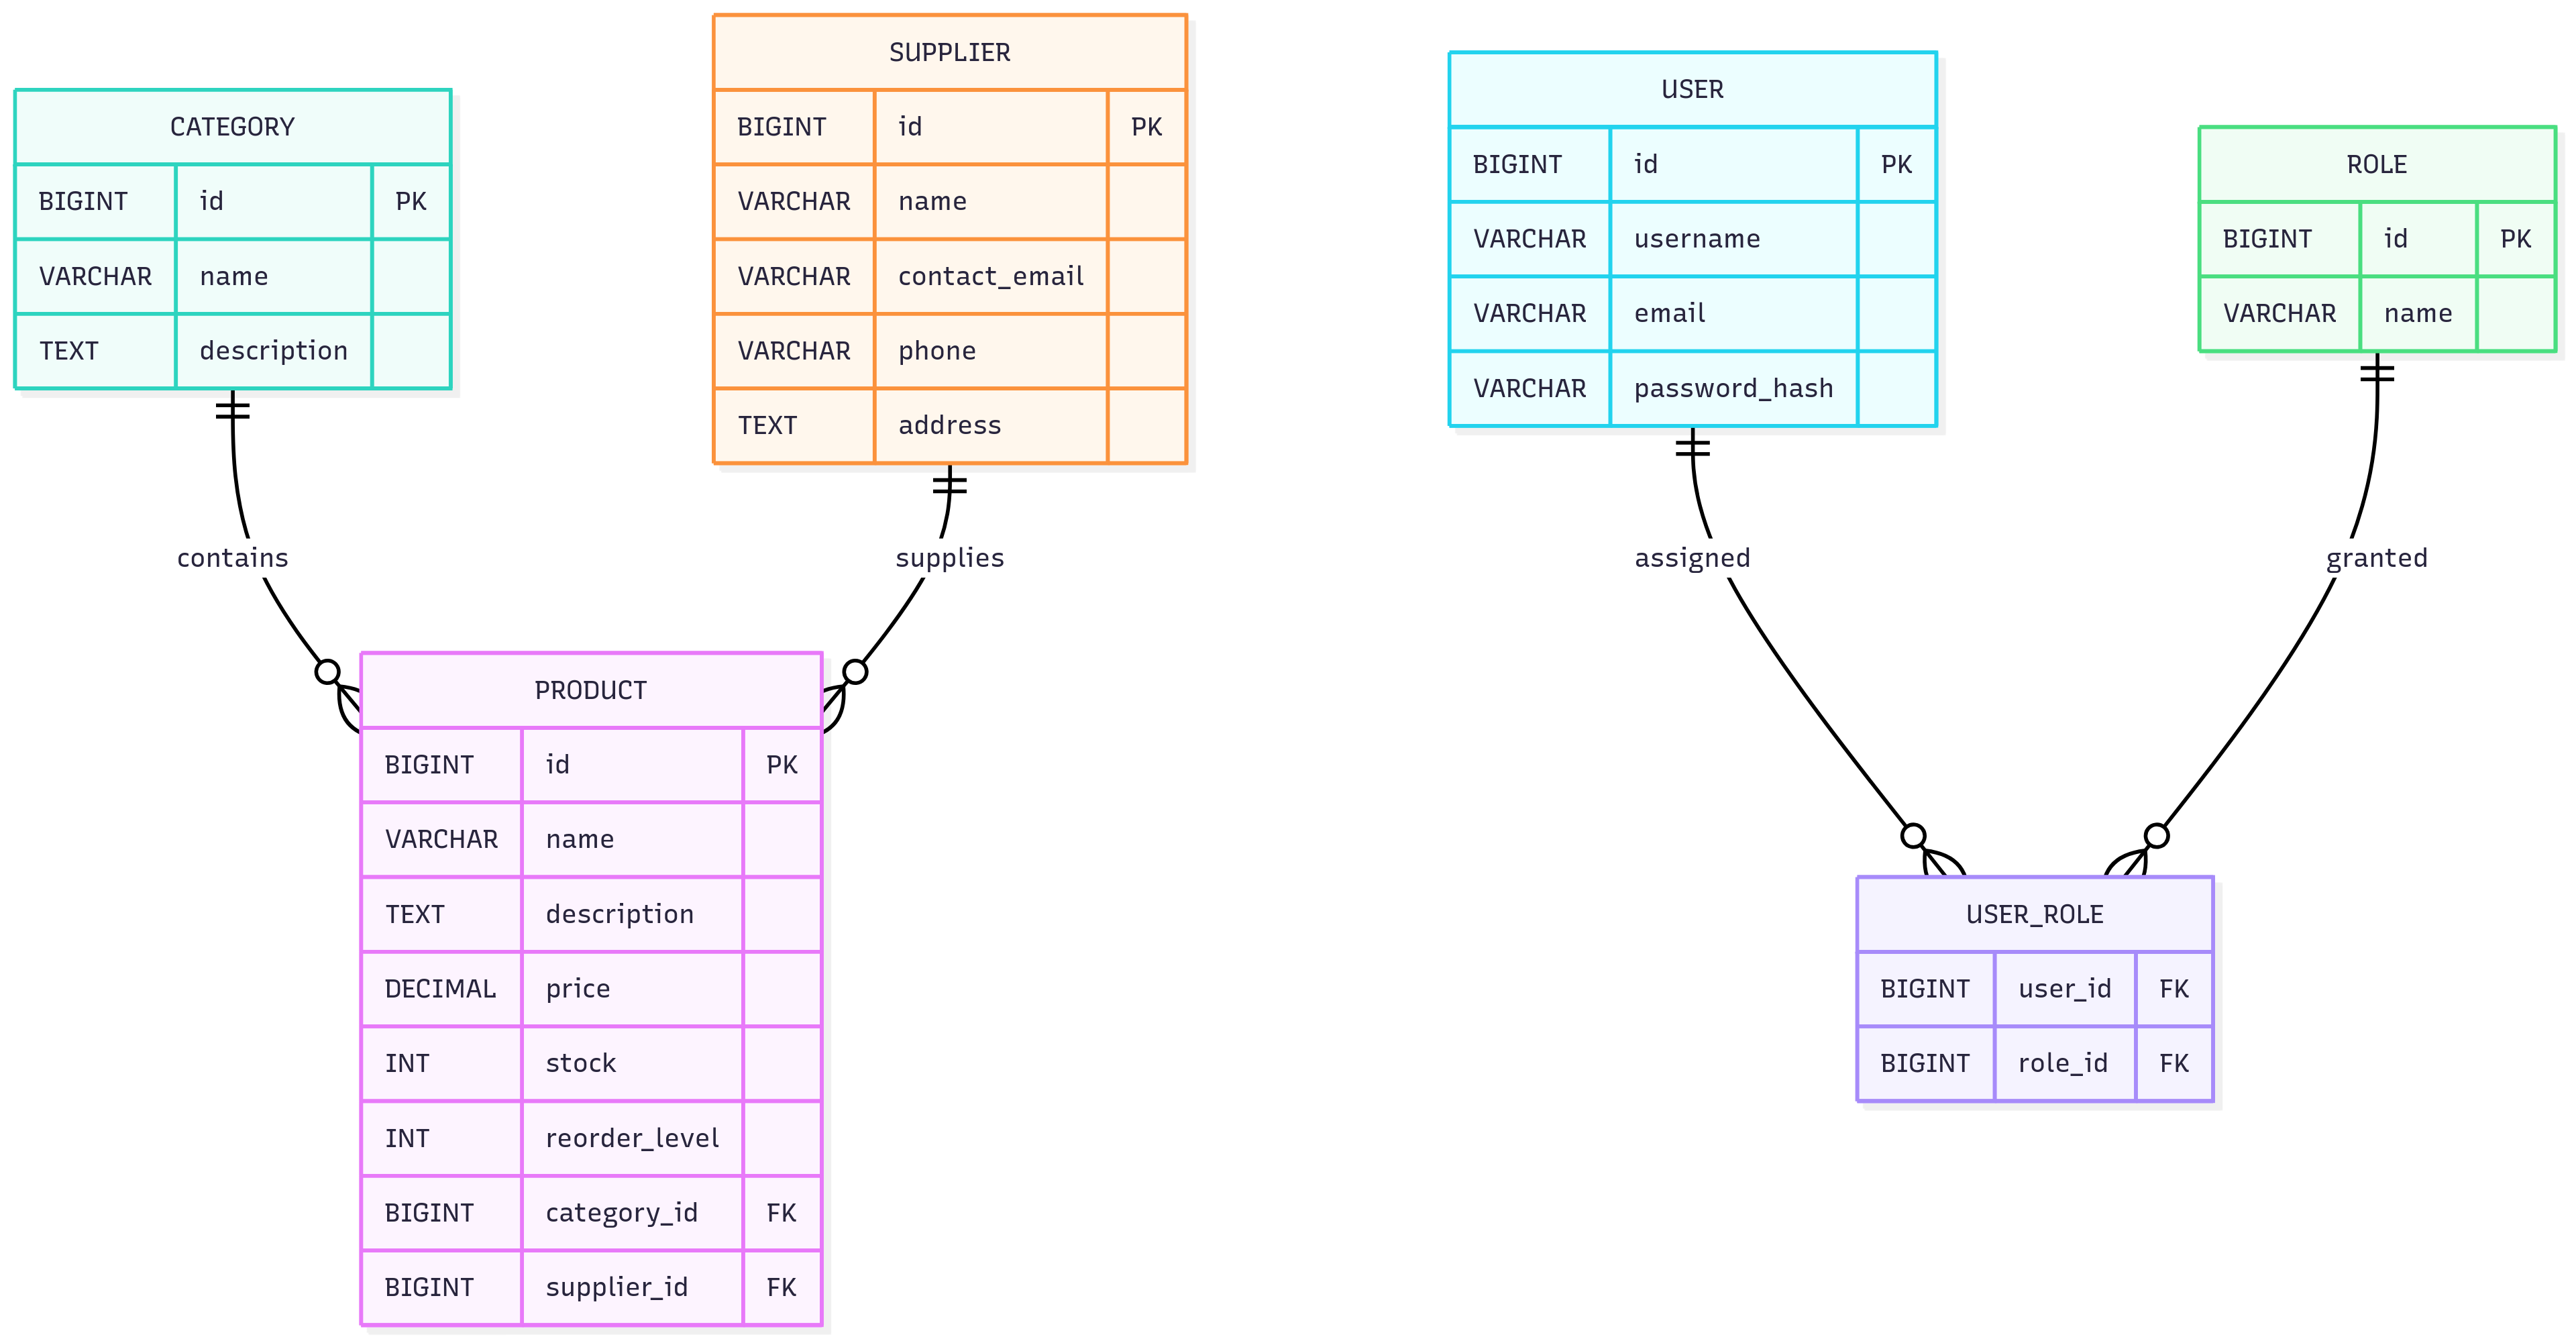 CATEGORY
BIGINT id PK
VARCHAR name
TEXT description
SUPPLIER
BIGINT id PK
VARCHAR name
VARCHAR contact_email
VARCHAR phone
TEXT address
USER
BIGINT id PK
VARCHAR username
VARCHAR email
VARCHAR password_hash
ROLE
BIGINT id PK
VARCHAR name
contains
supplies
assigned
granted
PRODUCT
BIGINT id PK
VARCHAR name
TEXT description
DECIMAL price
INT stock
INT reorder_level
BIGINT category_id FK
BIGINT supplier_id FK
USER_ROLE
BIGINT user_id FK
BIGINT role_id FK